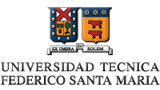 EX UMBRA
IN
SOLEM
UNIVERSIDAD TECNICA
FEDERICO SANTA MARIA